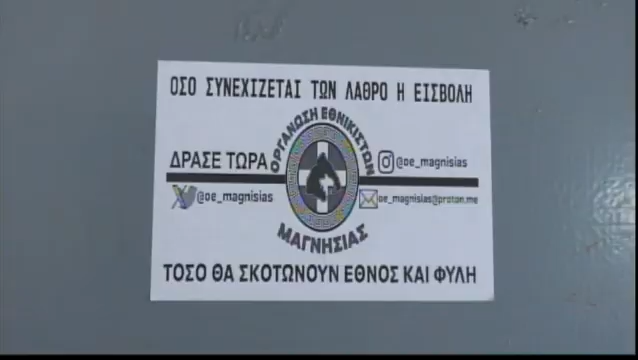 ΟΣΟ ΣΥΝΕΧΙΖΕΤΑΙ ΤΩΝ ΛΑΘΡΟ Η ΕΙΣΒΟΛΗ
ΟΡΓΑΝΩΣΗ ΕΘΝΙΚΙΣΤΩΝ
ΔΡΑΣΕ ΤΩΡΑ
@oe_magnisias
@oe_magnisias
oe_magnisias@proton.me
ΜΑΓΝΗΣΙΑΣ
ΤΟΣΟ ΘΑ ΣΚΟΤΩΝΟΥΝ ΕΘΝΟΣ ΚΑΙ ΦΥΛΗ